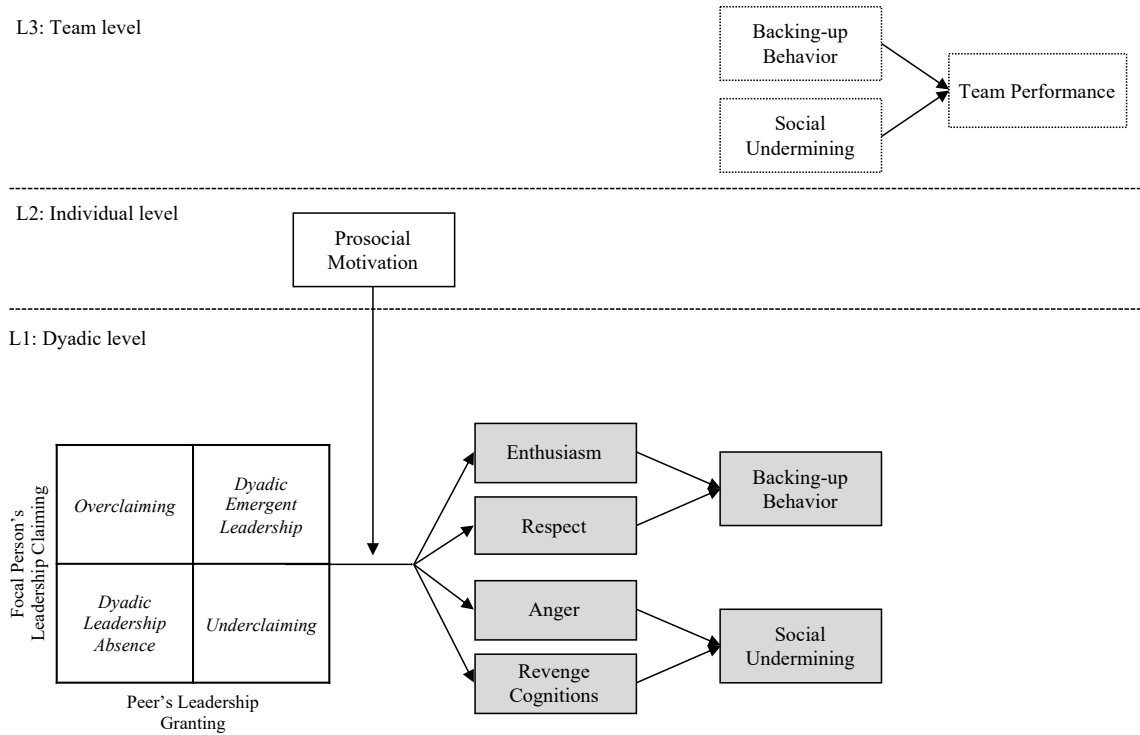 L3: Team level
Backing-up
Behavior
Team Performance
Social
Undermining
L2: Individual level
Prosocial
Motivation
L1: Dyadic level
Focal Person's
Leadership Claiming
Overclaiming
Dyadic
Emergent
Leadership
Dyadic
Leadership
Absence
Underclaiming
Peer's Leadership
Granting
Enthusiasm
Respect
Anger
Revenge
Cognitions
Backing-up
Behavior
Social
Undermining